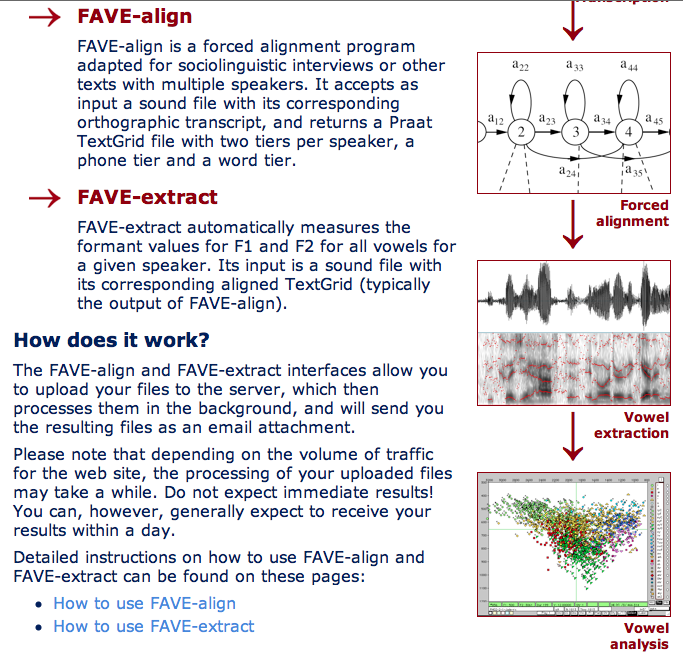 FAVE-align
FAVE-align is a forced alignment program
adapted for sociolinguistic interviews or other
texts with multiple speakers. It accepts as
input a sound file with its corresponding
orthographic transcript, and returns a Praat
TextGrid file with two tiers per speaker, a
phone tier and a word tier.
FAVE-extract
FAVE-extract automatically measures the
formant values for F1 and F2 for all vowels for
a given speaker. Its input is a sound file with
its corresponding aligned TextGrid (typically
the output of FAVE-align).
How does it work?
The FAVE-align and FAVE-extract interfaces allow you
to upload your files to the server, which then
processes them in the background, and will send you
the resulting files as an email attachment.
Please note that depending on the volume of traffic
for the web site, the processing of your uploaded files
may take a while. Do not expect immediate results!
You can, however, generally expect to receive your
results within a day.
Detailed instructions on how to use FAVE-align and
FAVE-extract can be found on these pages:
• How to use FAVE-align
• How to use FAVE-extract
a22 a33 a44
a12 a23 a34 a45
2 3 4
a24 a35
Forced
alignment
Vowel
extraction
Vowel
analysis